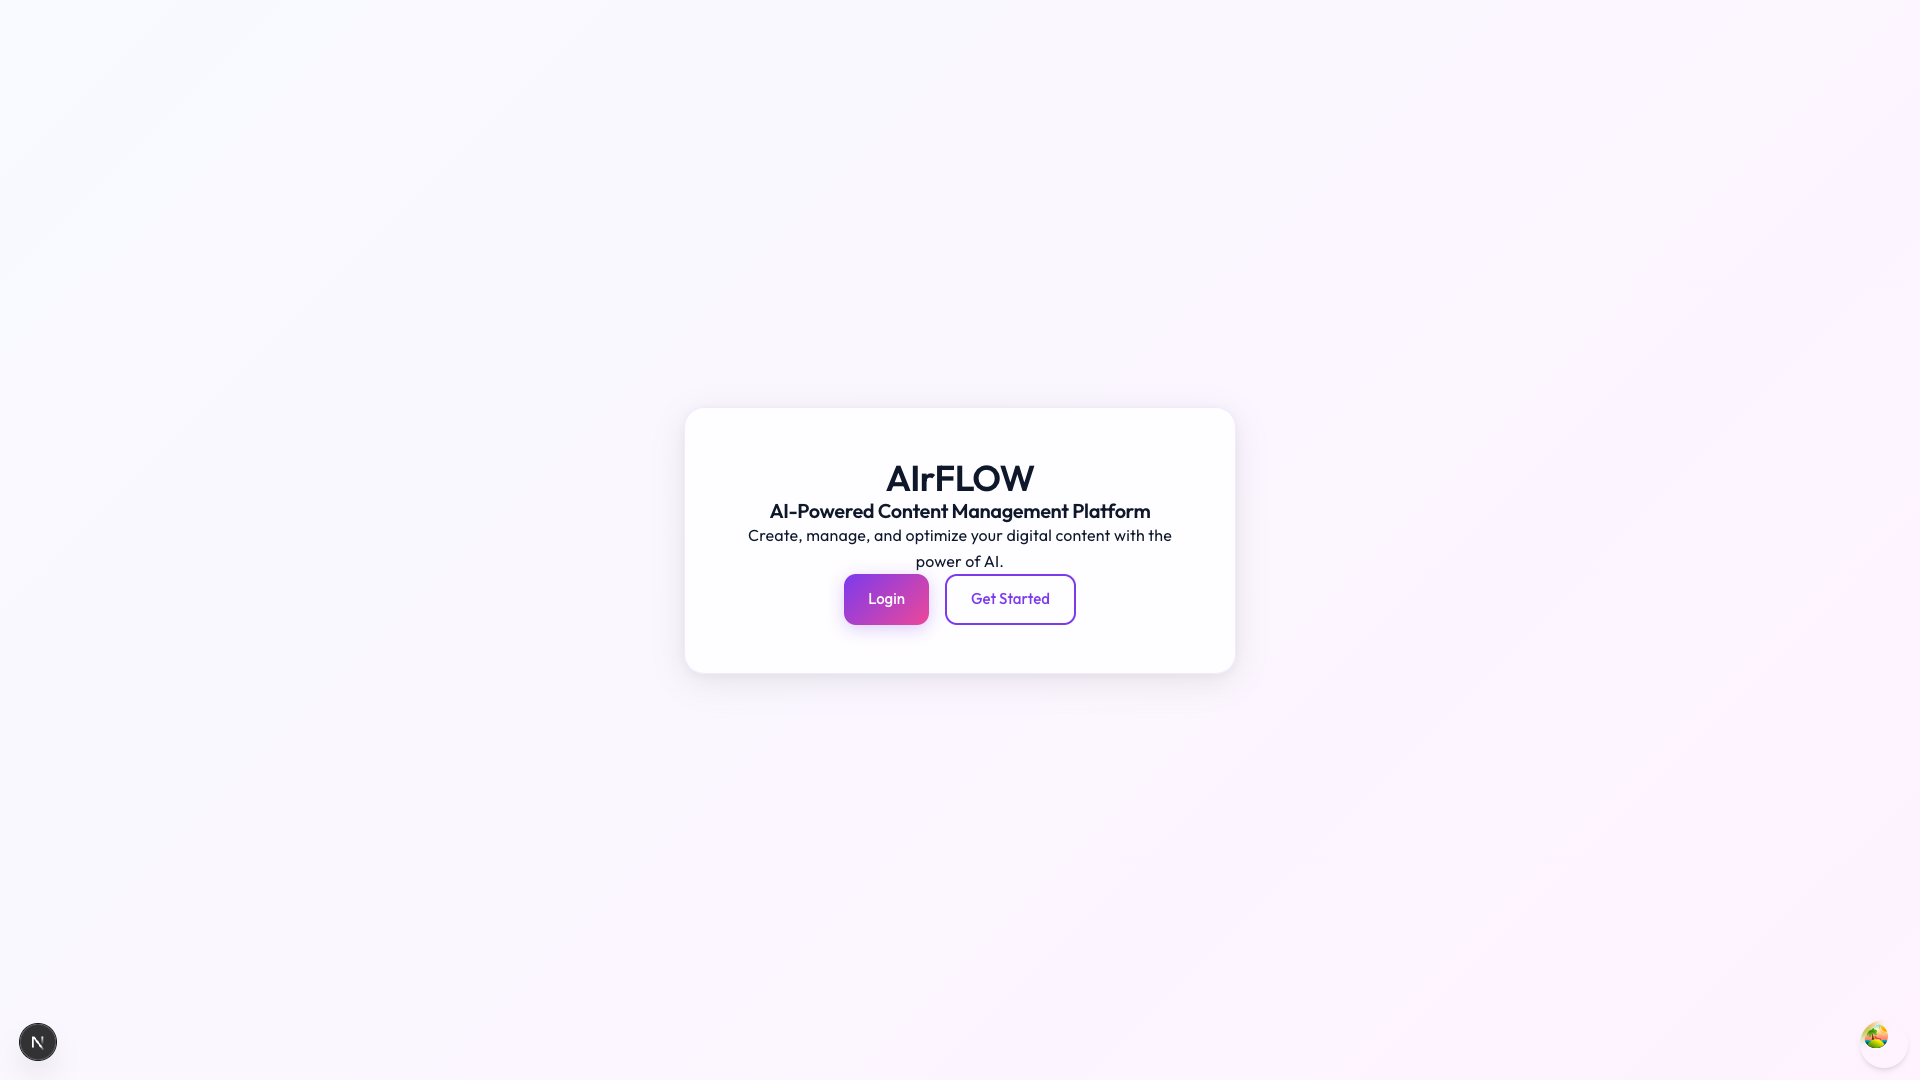 AIrFLOW
AI-Powered Content Management Platform
Create, manage, and optimize your digital content with the
power of AI.
Login
Get Started
N